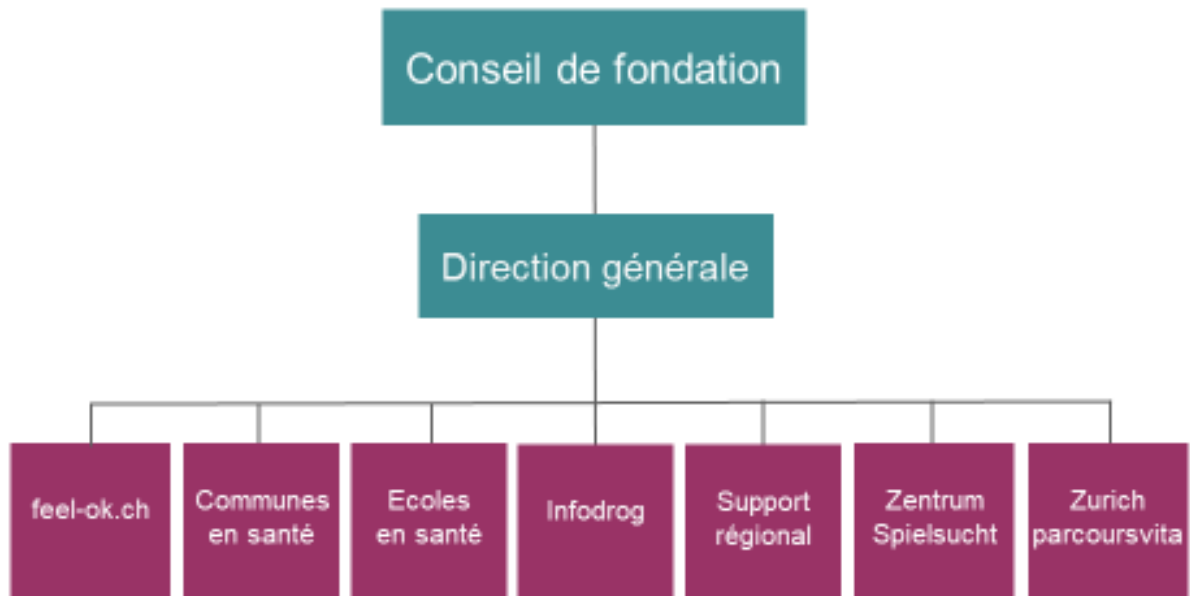 Conseil de fondation
Direction générale
feel-ok.ch
Communes
en santé
Ecoles
en santé
Infodrog
Support
régional
Zentrum
Spielsucht
Zurich
parcoursvita